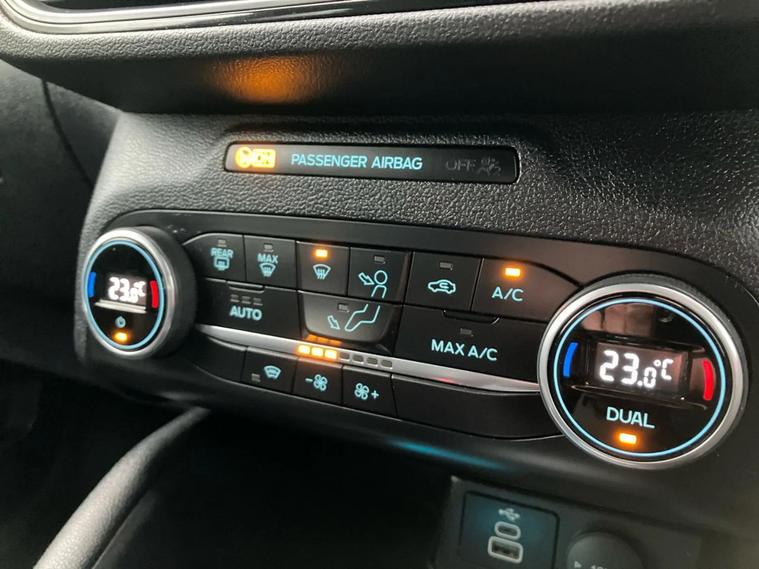 ON PASSENGER AIRBAG OFF
REAR
MAX
A/C
23.0°C
AUTO
MAX A/C
23.0°C
DUAL
- +